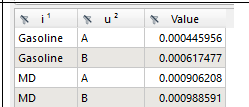 i 1 u 2 Value
Gasoline A 0.000445956
Gasoline B 0.000617477
MD A 0.000906208
MD B 0.000988591